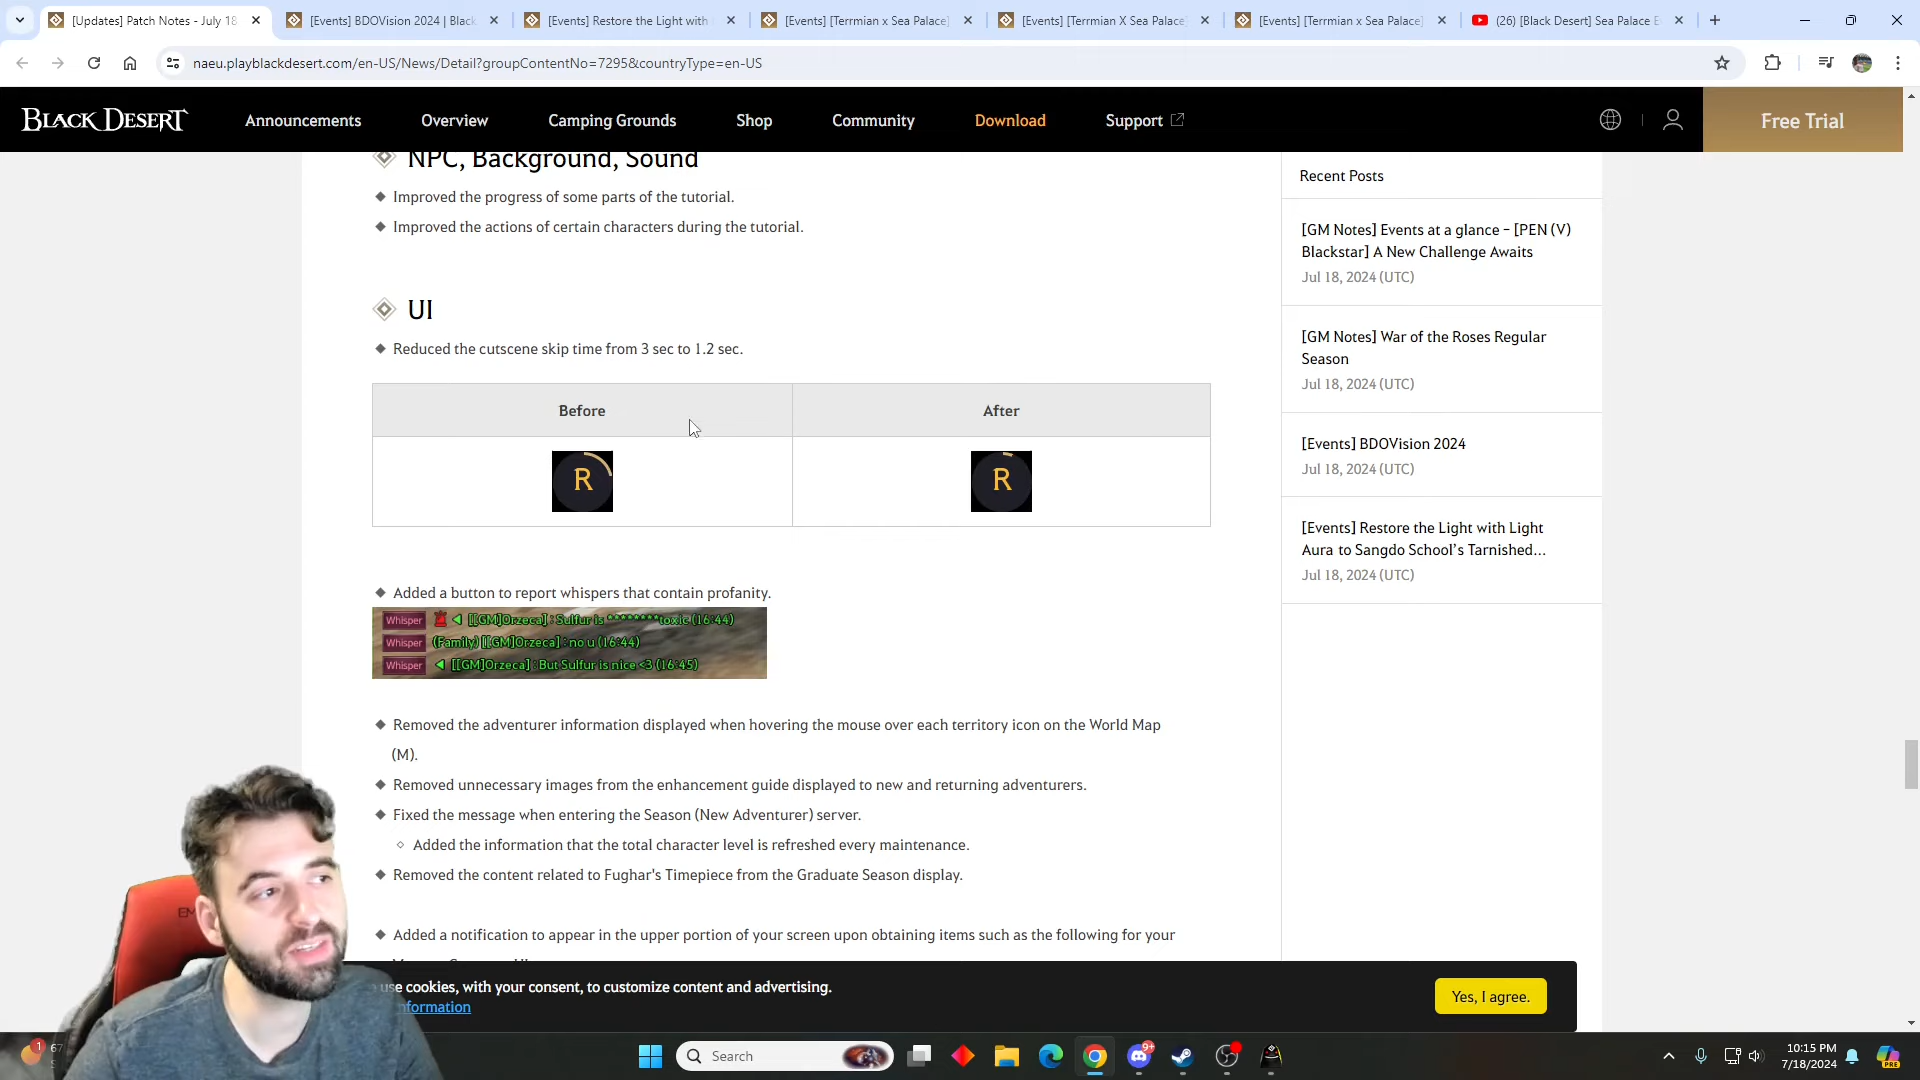 [Updates] Patch Notes - July 18
[Events] BDOVision 2024 | Black
[Events] Restore the Light with
[Events] [Terrmian x Sea Palace]
[Events] [Terrmian X Sea Palace
[Events] [Terrmian x Sea Palace]
(26) [Black Desert] Sea Palace E
naeu.playblackdesert.com/en-US/News/Detail?groupContentNo=7295&countryType=en-US
BLACK DESERT
Announcements
Overview
Camping Grounds
Shop
Community
Download
Support
Free Trial
NPC, Background, Sound
Improved the progress of some parts of the tutorial.
Improved the actions of certain characters during the tutorial.
UI
Reduced the cutscene skip time from 3 sec to 1.2 sec.
Before After
R R
Added a button to report whispers that contain profanity.
Whisper [[GM]Orzeca] : Sulfur is ********toxic (16:44)
Whisper (Family) [[GM]Orzeca] : no u (16:44)
Whisper [[GM]Orzeca] : But Sulfur is nice <3 (16:45)
Removed the adventurer information displayed when hovering the mouse over each territory icon on the World Map
(M).
Removed unnecessary images from the enhancement guide displayed to new and returning adventurers.
Fixed the message when entering the Season (New Adventurer) server.
Added the information that the total character level is refreshed every maintenance.
Removed the content related to Fughar's Timepiece from the Graduate Season display.
Added a notification to appear in the upper portion of your screen upon obtaining items such as the following for your
Recent Posts
[GM Notes] Events at a glance - [PEN (V)
Blackstar] A New Challenge Awaits
Jul 18, 2024 (UTC)
[GM Notes] War of the Roses Regular
Season
Jul 18, 2024 (UTC)
[Events] BDOVision 2024
Jul 18, 2024 (UTC)
[Events] Restore the Light with Light
Aura to Sangdo School's Tarnished...
Jul 18, 2024 (UTC)
use cookies, with your consent, to customize content and advertising.
nformation
Yes, I agree.
1
67
Search
9+
10:15 PM
7/18/2024
PRE